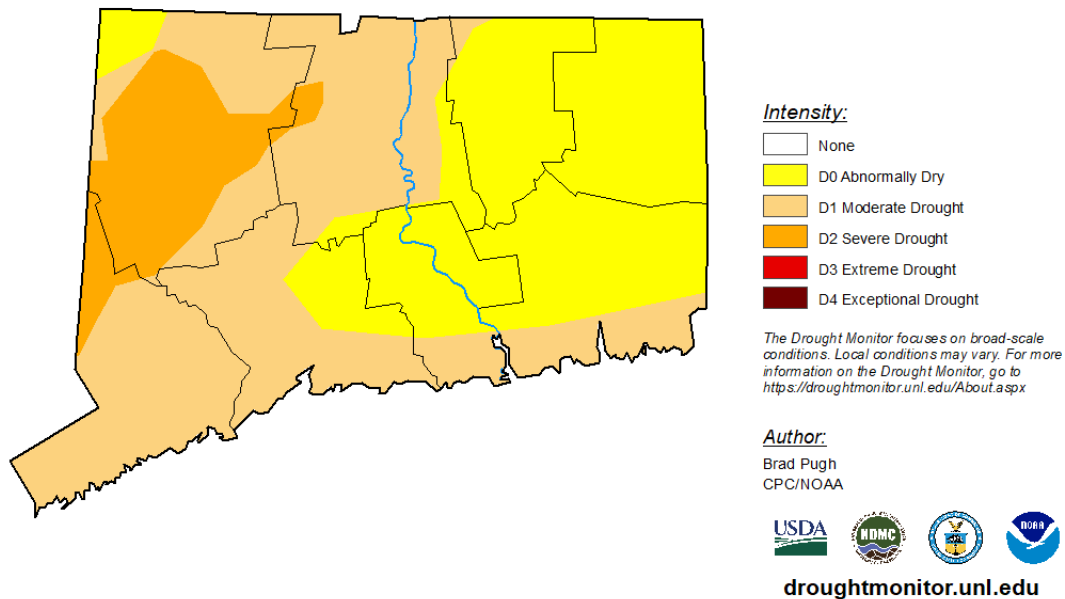 Intensity:
None
D0 Abnormally Dry
D1 Moderate Drought
D2 Severe Drought
D3 Extreme Drought
D4 Exceptional Drought
The Drought Monitor focuses on broad-scale
conditions. Local conditions may vary. For more
information on the Drought Monitor, go to
https://droughtmonitor.unl.edu/About.aspx
Author:
Brad Pugh
CPC/NOAA
USDA
NDMC
NOAA
droughtmonitor.unl.edu